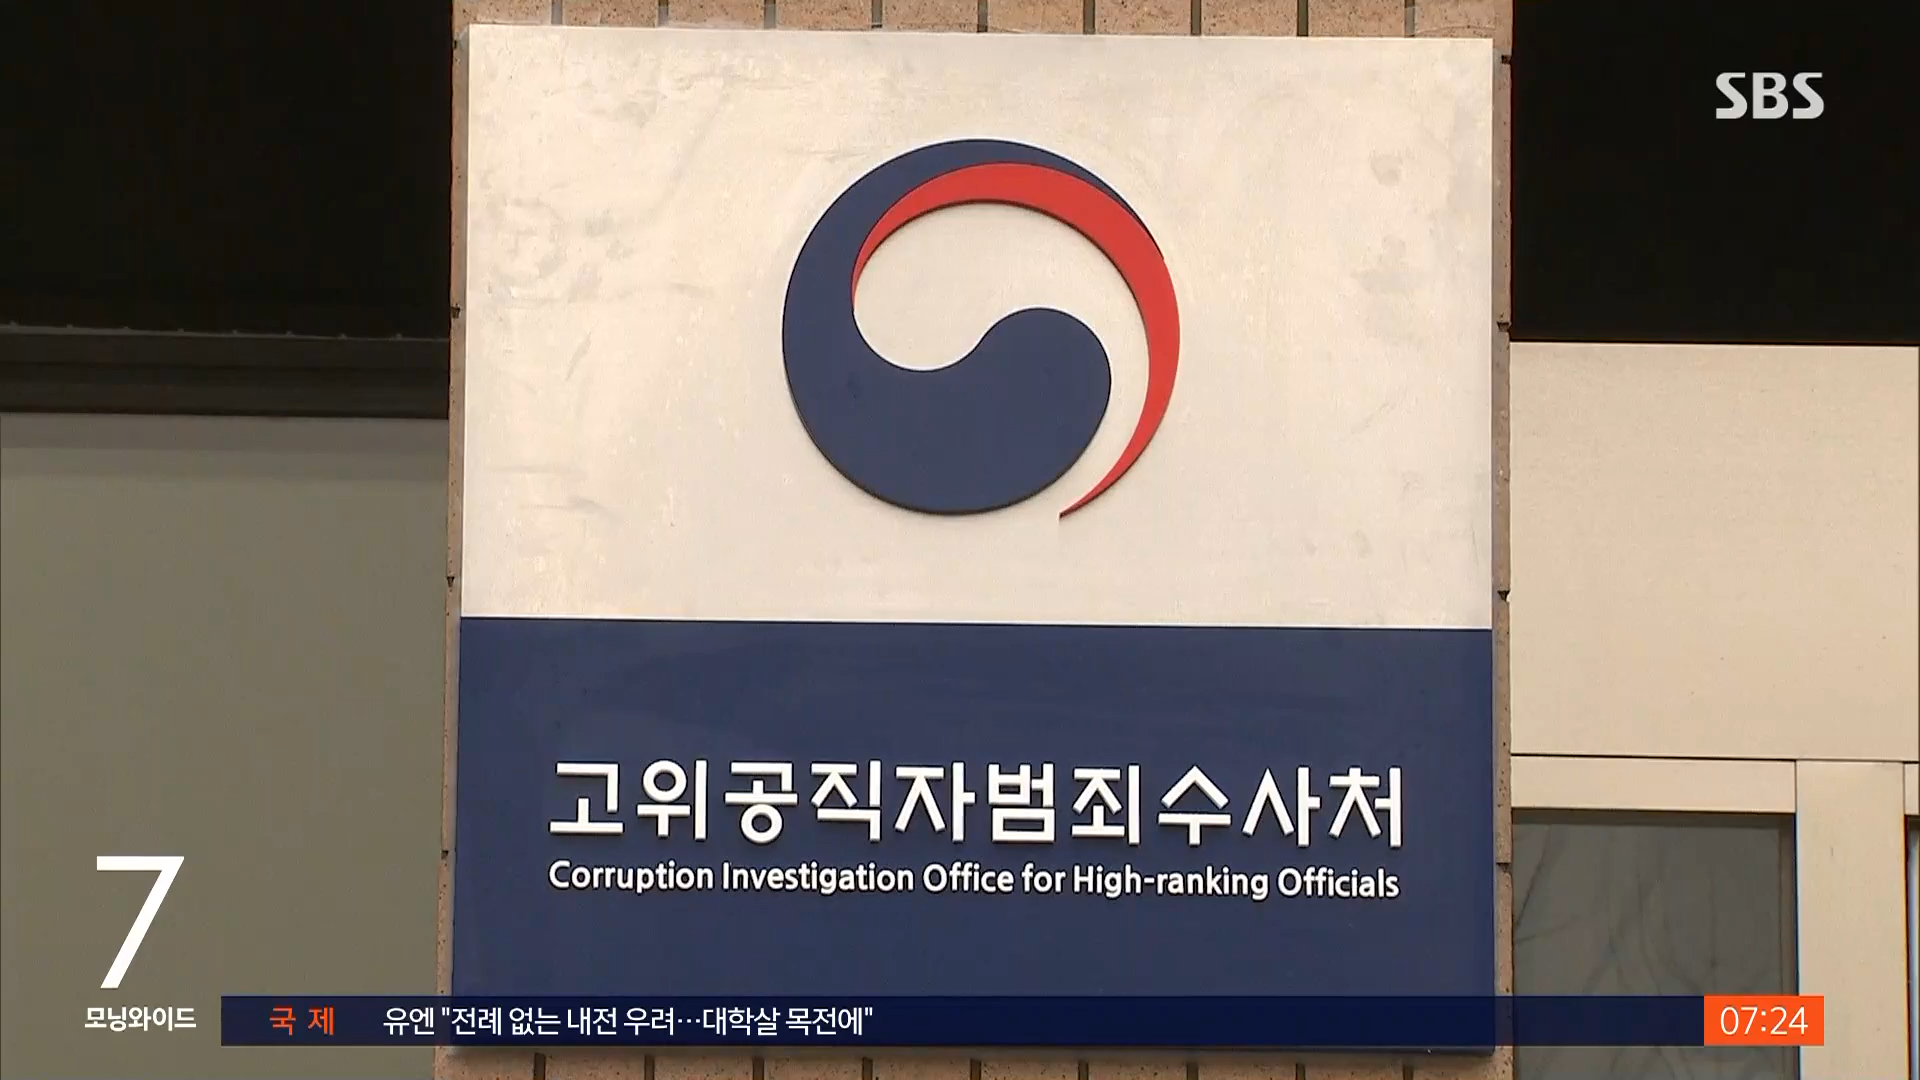 SBS
고위공직자범죄수사처
Corruption Investigation Office for High-ranking Officials
7
모닝와이드
국제 유엔 "전례 없는 내전 우려…대학살 목전에" 07:24